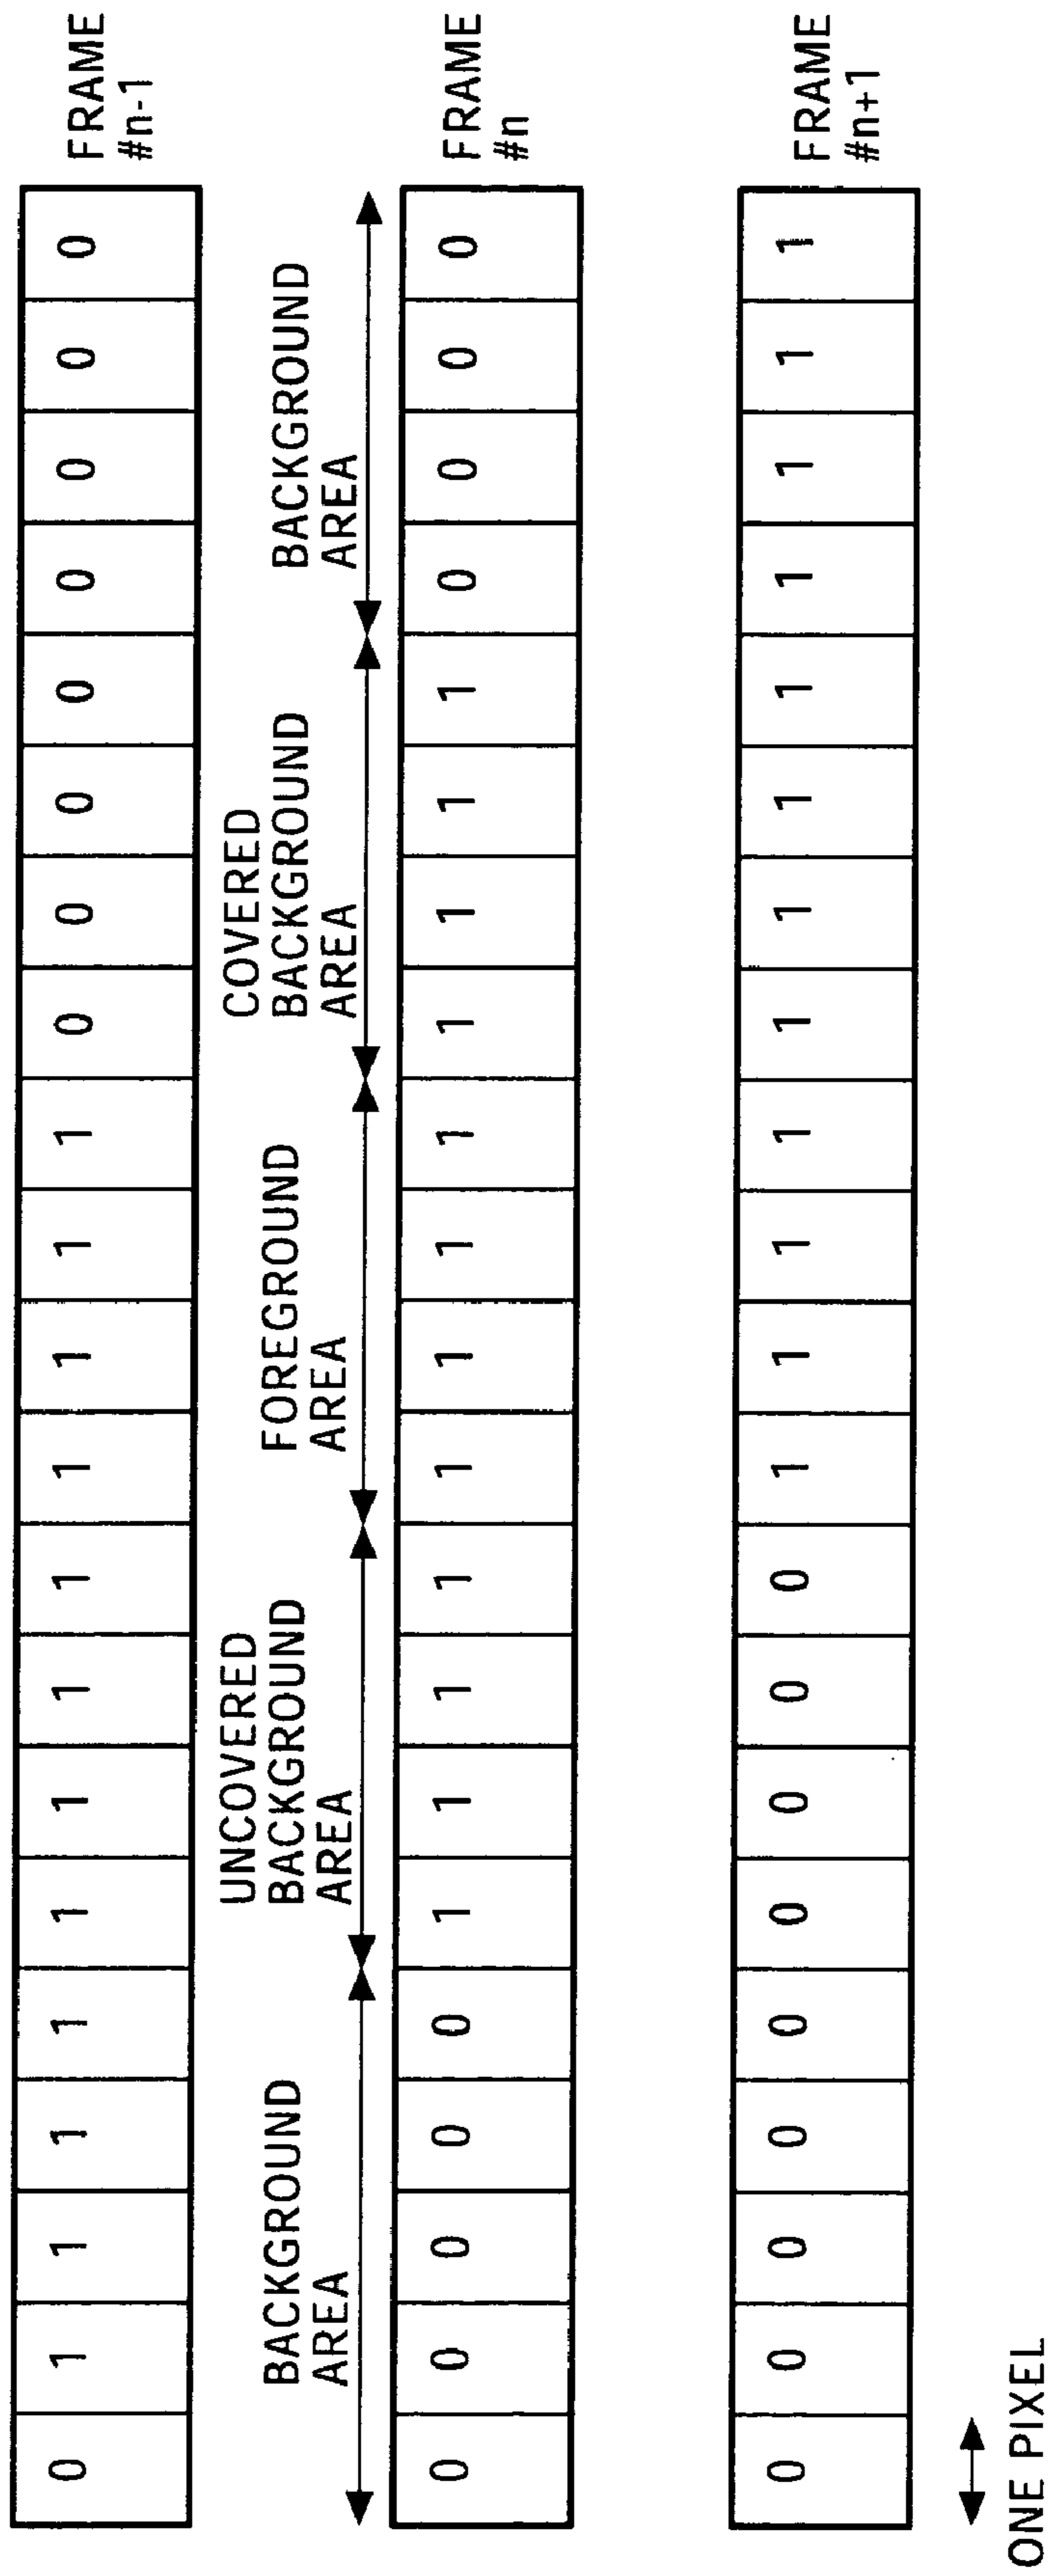 0 1 1 1 1 1 1 1 1 1 1 1 1 0 0 0 0 0 0 0 0
FRAME
#n-1
BACKGROUND
AREA
UNCOVERED
BACKGROUND
AREA
FOREGROUND
AREA
COVERED
BACKGROUND
AREA
BACKGROUND
AREA
0 0 0 0 0 1 1 1 1 1 1 1 1 1 1 1 1 0 0 0 0
FRAME
#n
0 0 0 0 0 0 0 0 0 1 1 1 1 1 1 1 1 1 1 1 1
FRAME
#n+1
ONE PIXEL